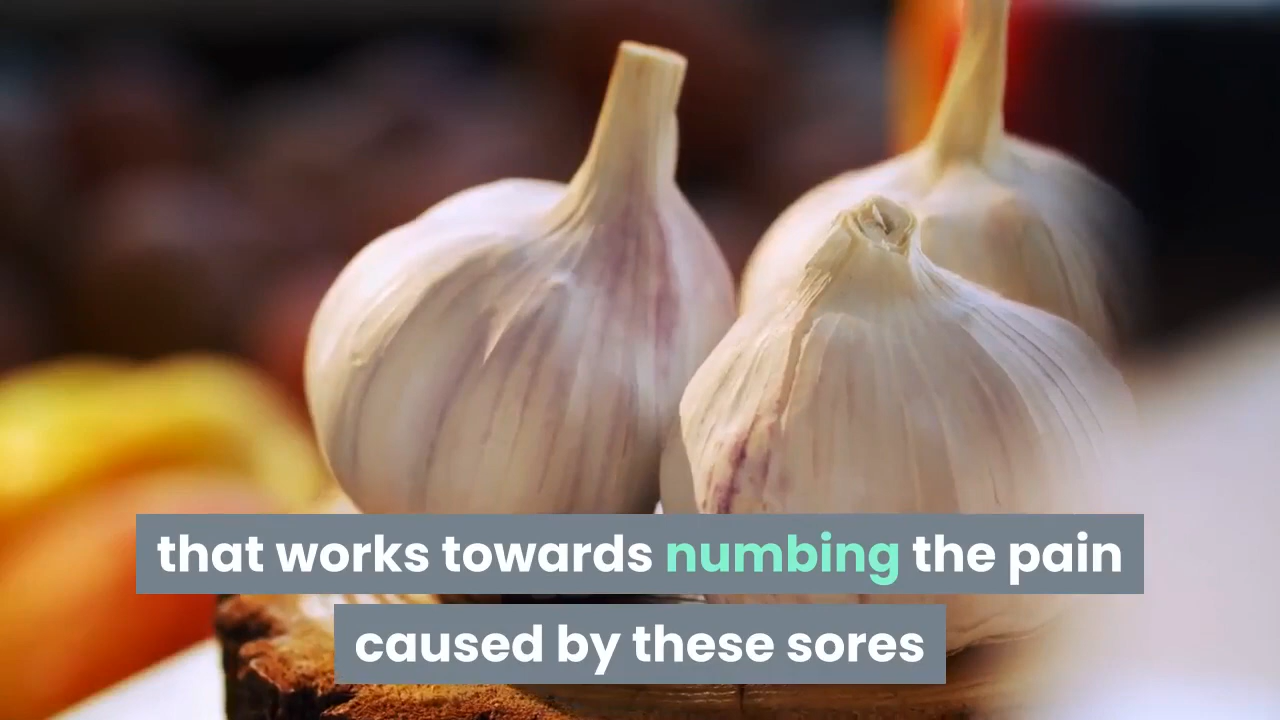 that works towards numbing the pain
caused by these sores